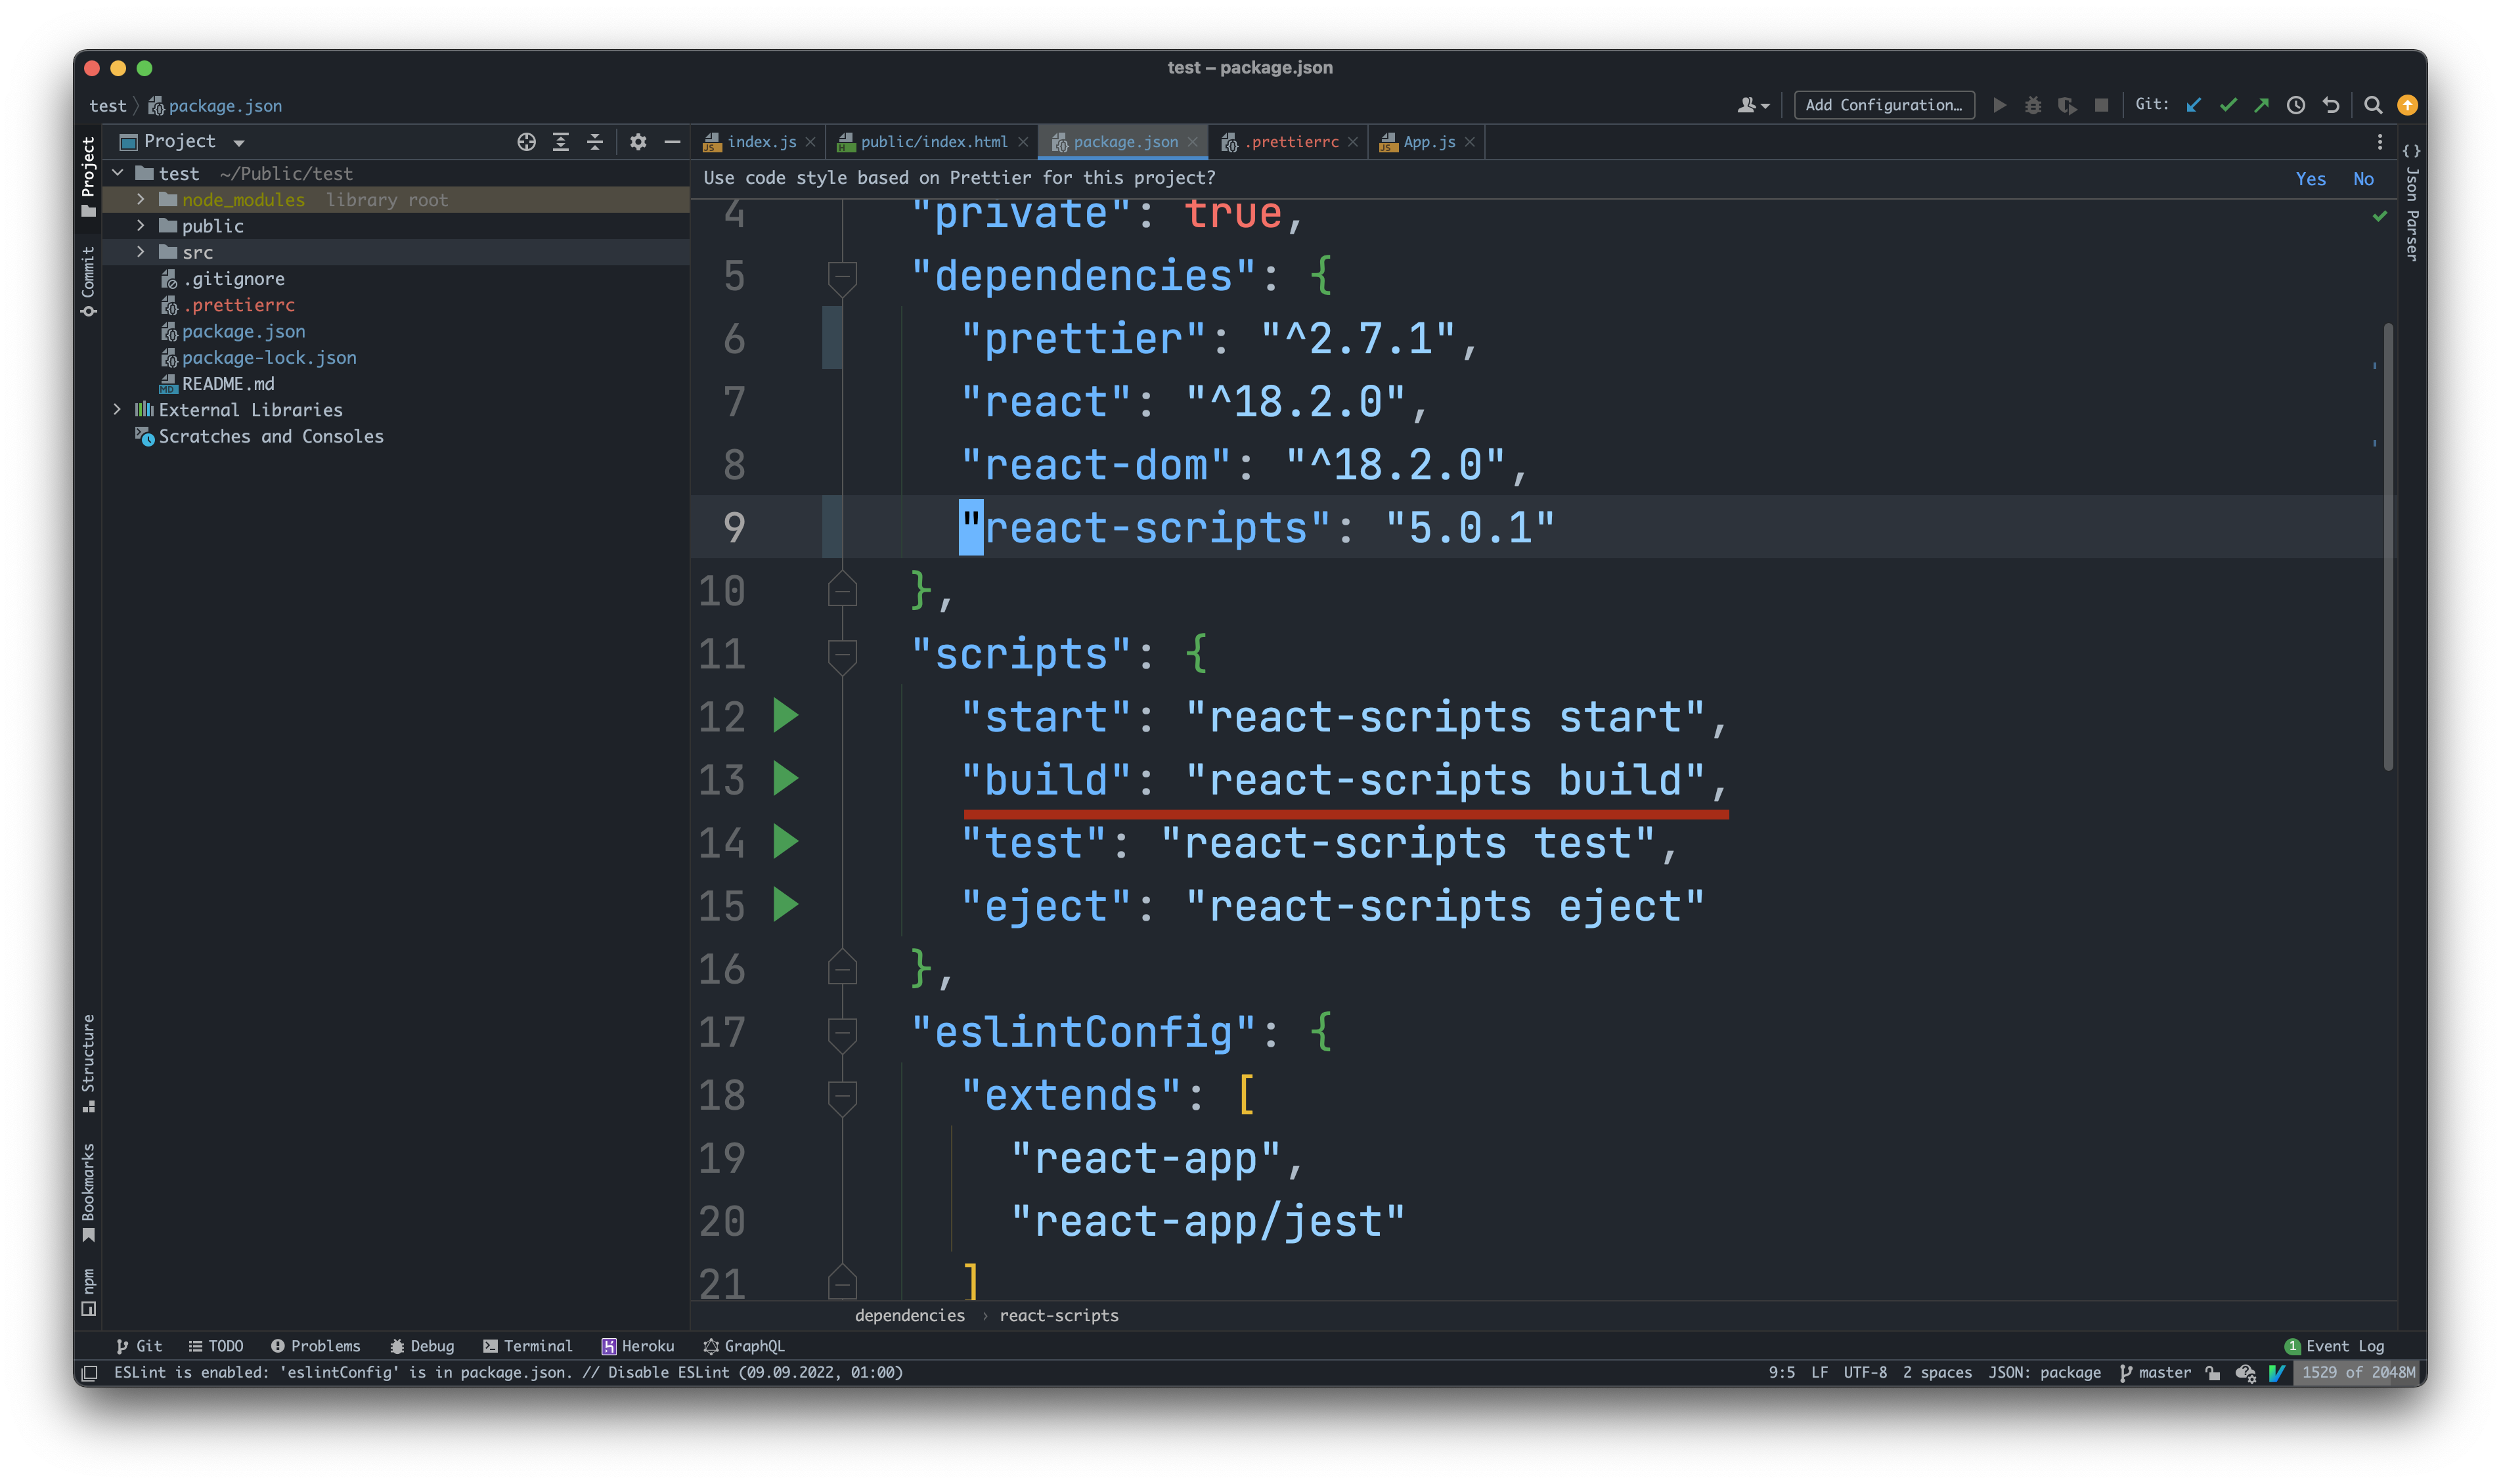 test – package.json
test package.json
Add Configuration… Git:
Project
index.js public/index.html package.json .prettierrc App.js
Use code style based on Prettier for this project? Yes No
test ~/Public/test
node_modules library root
public
src
.gitignore
.prettierrc
package.json
package-lock.json
README.md
External Libraries
Scratches and Consoles
Project
Commit
Structure
Bookmarks
npm
4 "private": true,
5 "dependencies": {
6 "prettier": "^2.7.1",
7 "react": "^18.2.0",
8 "react-dom": "^18.2.0",
9 "react-scripts": "5.0.1"
10 },
11 "scripts": {
12 "start": "react-scripts start",
13 "build": "react-scripts build",
14 "test": "react-scripts test",
15 "eject": "react-scripts eject"
16 },
17 "eslintConfig": {
18 "extends": [
19 "react-app",
20 "react-app/jest"
21 ]
{} Json Parser
dependencies › react-scripts
Git TODO Problems Debug Terminal Heroku GraphQL 1 Event Log
ESLint is enabled: 'eslintConfig' is in package.json. // Disable ESLint (09.09.2022, 01:00) 9:5 LF UTF-8 2 spaces JSON: package master 1529 of 2048M